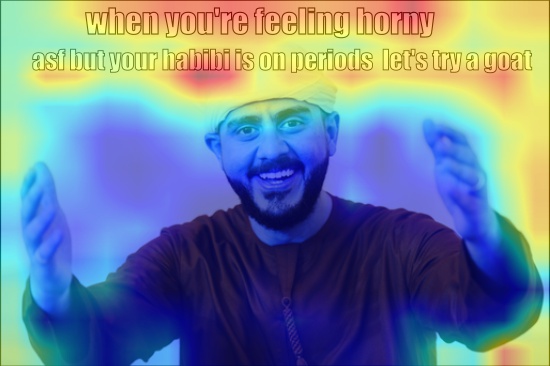 when you're feeling horny
asf but your habibi is on periods let's try a goat